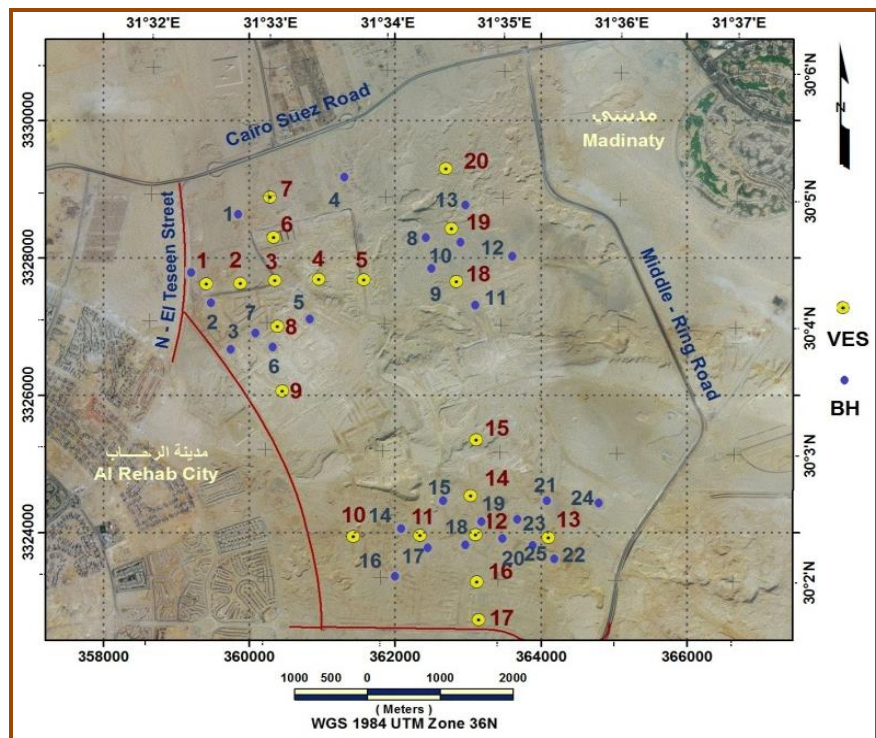 31°32'E 31°33'E 31°34'E 31°35'E 31°36'E 31°37'E
30°6'N
3330000
Cairo Suez Road
مدينتي
Madinaty
N
20
7
4
13
1
30°5'N
6
19
8
3328000
N - El Teseen Street
1 2 3 4 5
10
12
18
Middle - Ring Road
9
11
2
7
5
8
3
30°4'N
VES
6
BH
9
3326000
15
مدينة الرحاب
Al Rehab City
30°3'N
14
15
19
21
24
10
14
11
18
12
23
13
3324000
16
17
20
25
22
16
30°2'N
17
358000 360000 362000 364000 366000
1000 500 0 1000 2000
( Meters )
WGS 1984 UTM Zone 36N